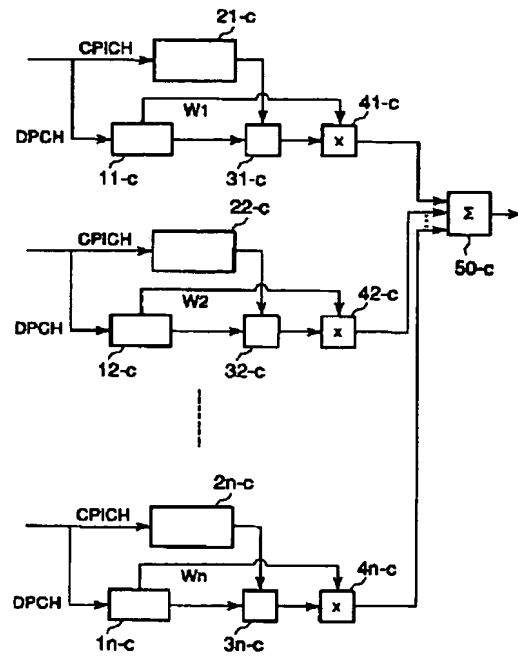 21-c
CPICH
W1
41-c
DPCH
x
11-c
31-c
Σ
50-c
22-c
CPICH
W2
42-c
DPCH
x
12-c
32-c
2n-c
CPICH
Wn
4n-c
DPCH
x
1n-c
3n-c